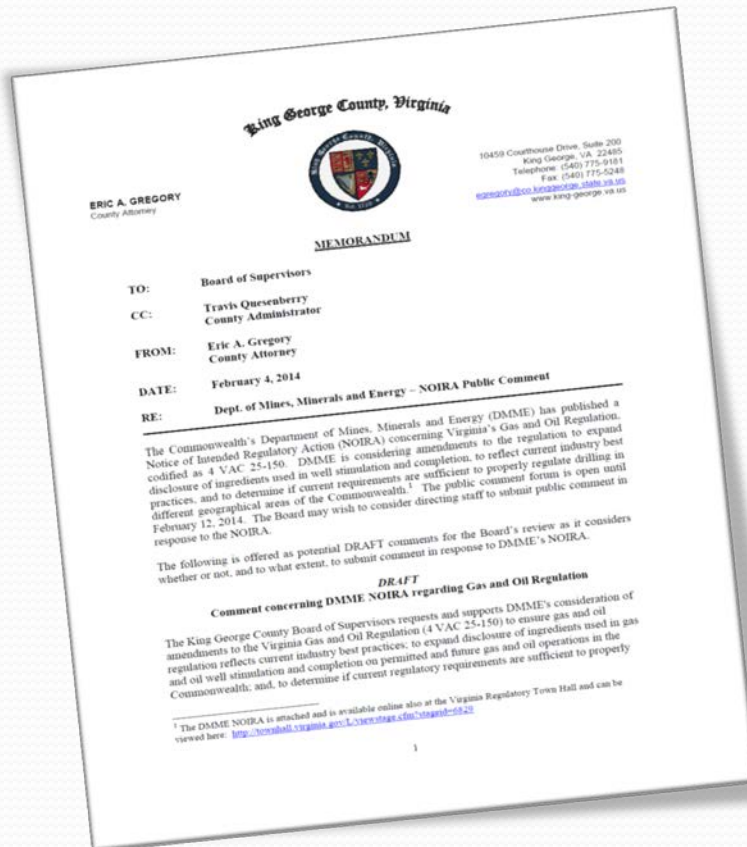 King George County, Virginia
10459 Courthouse Drive, Suite 200
King George, VA 22485
Telephone: (540) 775-9181
Fax: (540) 775-5248
egregory@co.kinggeorge.state.va.us
www.king-george.va.us
ERIC A. GREGORY
County Attorney
MEMORANDUM
TO: Board of Supervisors
CC: Travis Quesenberry
County Administrator
FROM: Eric A. Gregory
County Attorney
DATE: February 4, 2014
RE: Dept. of Mines, Minerals and Energy – NOIRA Public Comment
The Commonwealth's Department of Mines, Minerals and Energy (DMME) has published a
Notice of Intended Regulatory Action (NOIRA) concerning Virginia's Gas and Oil Regulation,
codified as 4 VAC 25-150. DMME is considering amendments to the regulation to expand
disclosure of ingredients used in well stimulation and completion, to reflect current industry best
practices, and to determine if current requirements are sufficient to properly regulate drilling in
different geographical areas of the Commonwealth.1 The public comment forum is open until
February 12, 2014. The Board may wish to consider directing staff to submit public comment in
response to the NOIRA.
The following is offered as potential DRAFT comments for the Board's review as it considers
whether or not, and to what extent, to submit comment in response to DMME's NOIRA.
DRAFT
Comment concerning DMME NOIRA regarding Gas and Oil Regulation
The King George County Board of Supervisors requests and supports DMME's consideration of
amendments to the Virginia Gas and Oil Regulation (4 VAC 25-150) to ensure gas and oil
regulation reflects current industry best practices; to expand disclosure of ingredients used in gas
and oil well stimulation and completion on permitted and future gas and oil operations in the
Commonwealth; and, to determine if current regulatory requirements are sufficient to properly
1 The DMME NOIRA is attached and is available online also at the Virginia Regulatory Town Hall and can be
viewed here: http://townhall.virginia.gov/L/viewstage.cfm?stageid=6829
1